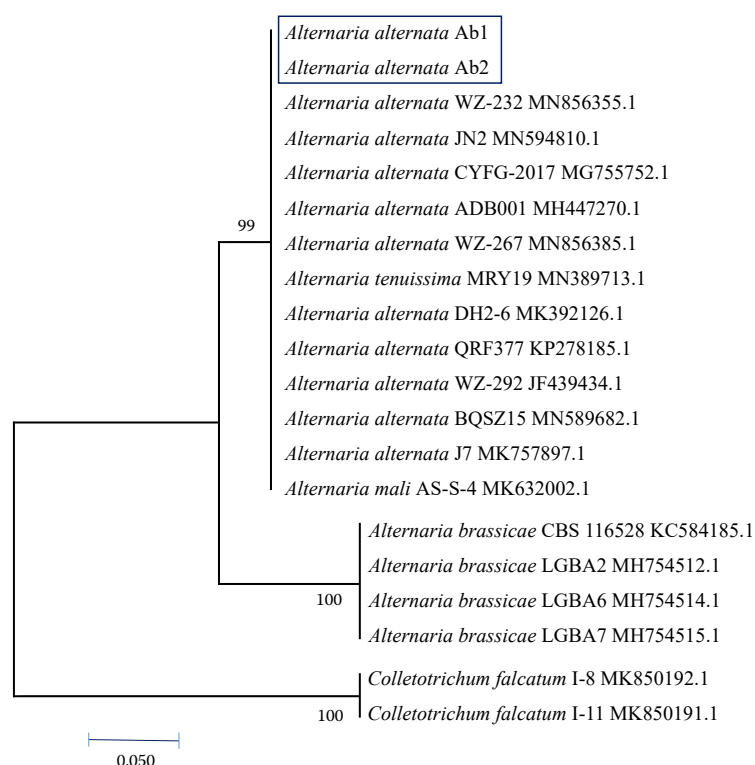 Alternaria alternata Ab1
Alternaria alternata Ab2
Alternaria alternata WZ-232 MN856355.1
Alternaria alternata JN2 MN594810.1
Alternaria alternata CYFG-2017 MG755752.1
Alternaria alternata ADB001 MH447270.1
99
Alternaria alternata WZ-267 MN856385.1
Alternaria tenuissima MRY19 MN389713.1
Alternaria alternata DH2-6 MK392126.1
Alternaria alternata QRF377 KP278185.1
Alternaria alternata WZ-292 JF439434.1
Alternaria alternata BQSZ15 MN589682.1
Alternaria alternata J7 MK757897.1
Alternaria mali AS-S-4 MK632002.1
Alternaria brassicae CBS 116528 KC584185.1
Alternaria brassicae LGBA2 MH754512.1
100
Alternaria brassicae LGBA6 MH754514.1
Alternaria brassicae LGBA7 MH754515.1
Colletotrichum falcatum I-8 MK850192.1
100
Colletotrichum falcatum I-11 MK850191.1
0.050